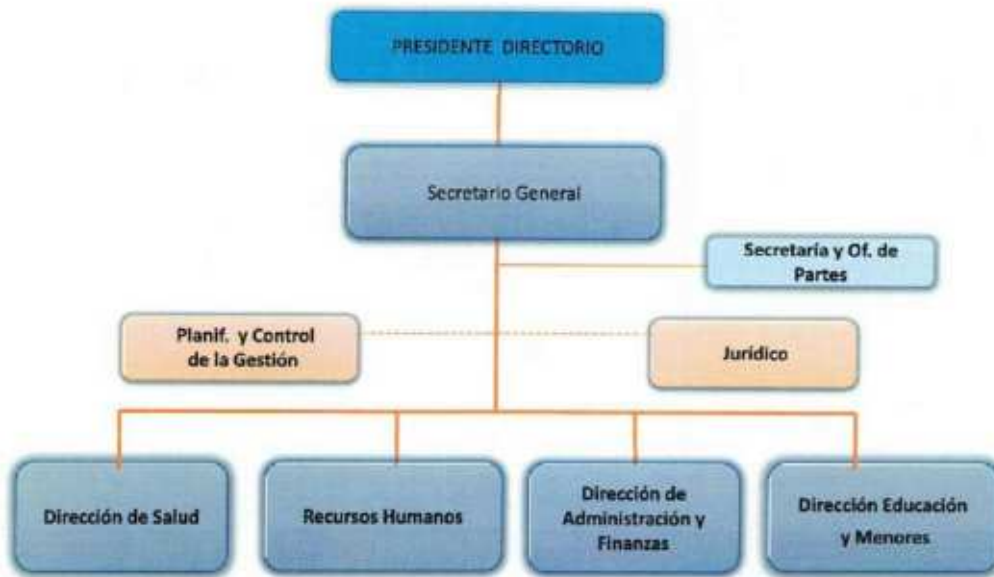 PRESIDENTE DIRECTORIO
Secretario General
Secretaría y Of. de
Partes
Planif. y Control
de la Gestión
Jurídico
Dirección de Salud
Recursos Humanos
Dirección de
Administración y
Finanzas
Dirección Educación
y Menores